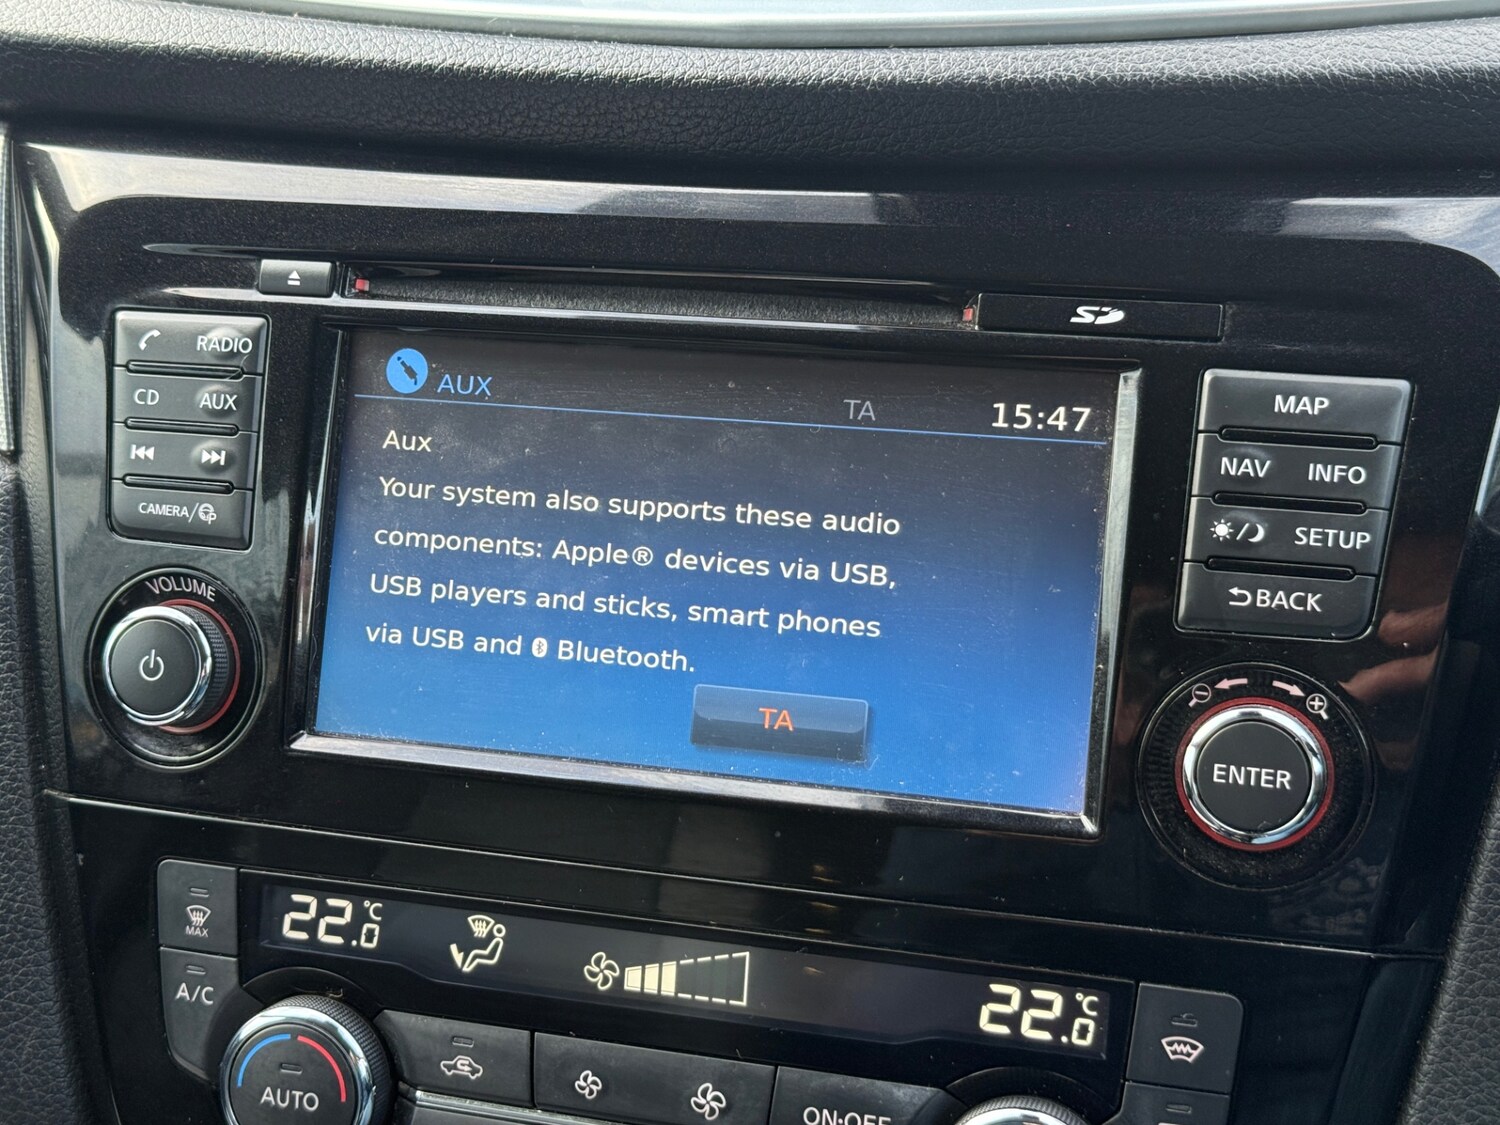 RADIO
CD AUX
CAMERA/
VOLUME
SD
AUX
TA 15:47
Aux
Your system also supports these audio
components: Apple® devices via USB,
USB players and sticks, smart phones
via USB and Bluetooth.
TA
MAP
NAV INFO
SETUP
BACK
ENTER
MAX
A/C
22.0 °C
22.0 °C
AUTO
ON·OFF